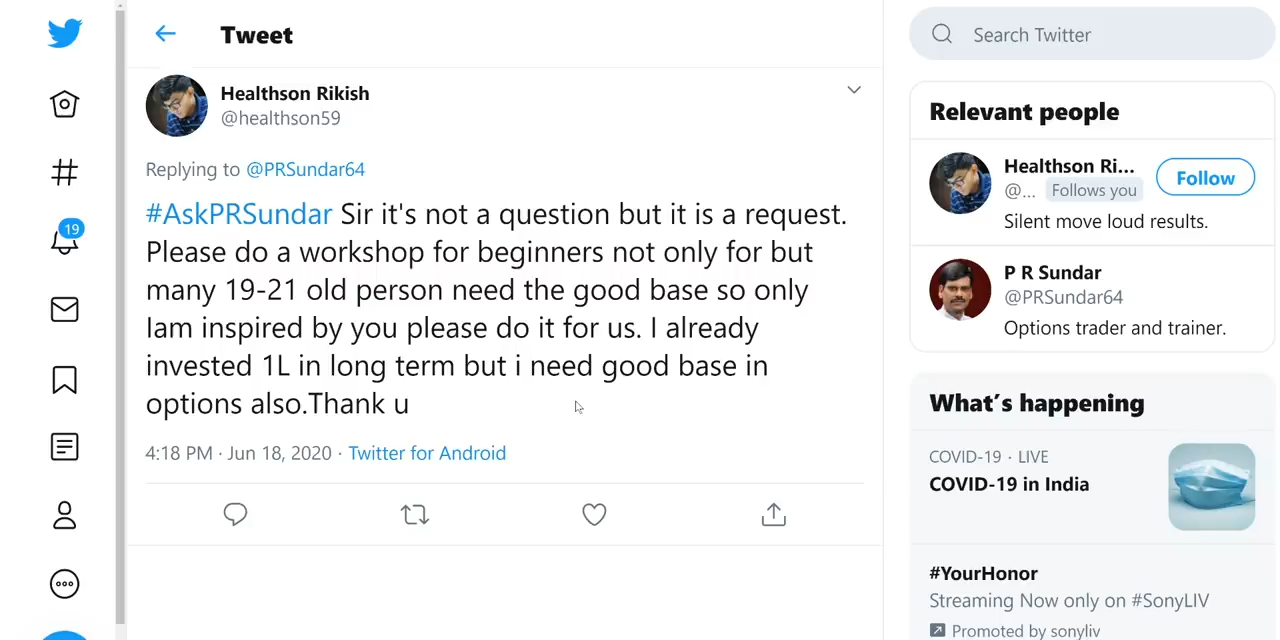 Tweet
Search Twitter
Healthson Rikish
@healthson59
Replying to @PRSundar64
#AskPRSundar Sir it's not a question but it is a request.
Please do a workshop for beginners not only for but
many 19-21 old person need the good base so only
Iam inspired by you please do it for us. I already
invested 1L in long term but i need good base in
options also.Thank u
4:18 PM · Jun 18, 2020 · Twitter for Android
19
Relevant people
Healthson Ri...
@... Follows you
Follow
Silent move loud results.
P R Sundar
@PRSundar64
Options trader and trainer.
What's happening
COVID-19 · LIVE
COVID-19 in India
#YourHonor
Streaming Now only on #SonyLIV
Promoted by sonyliv